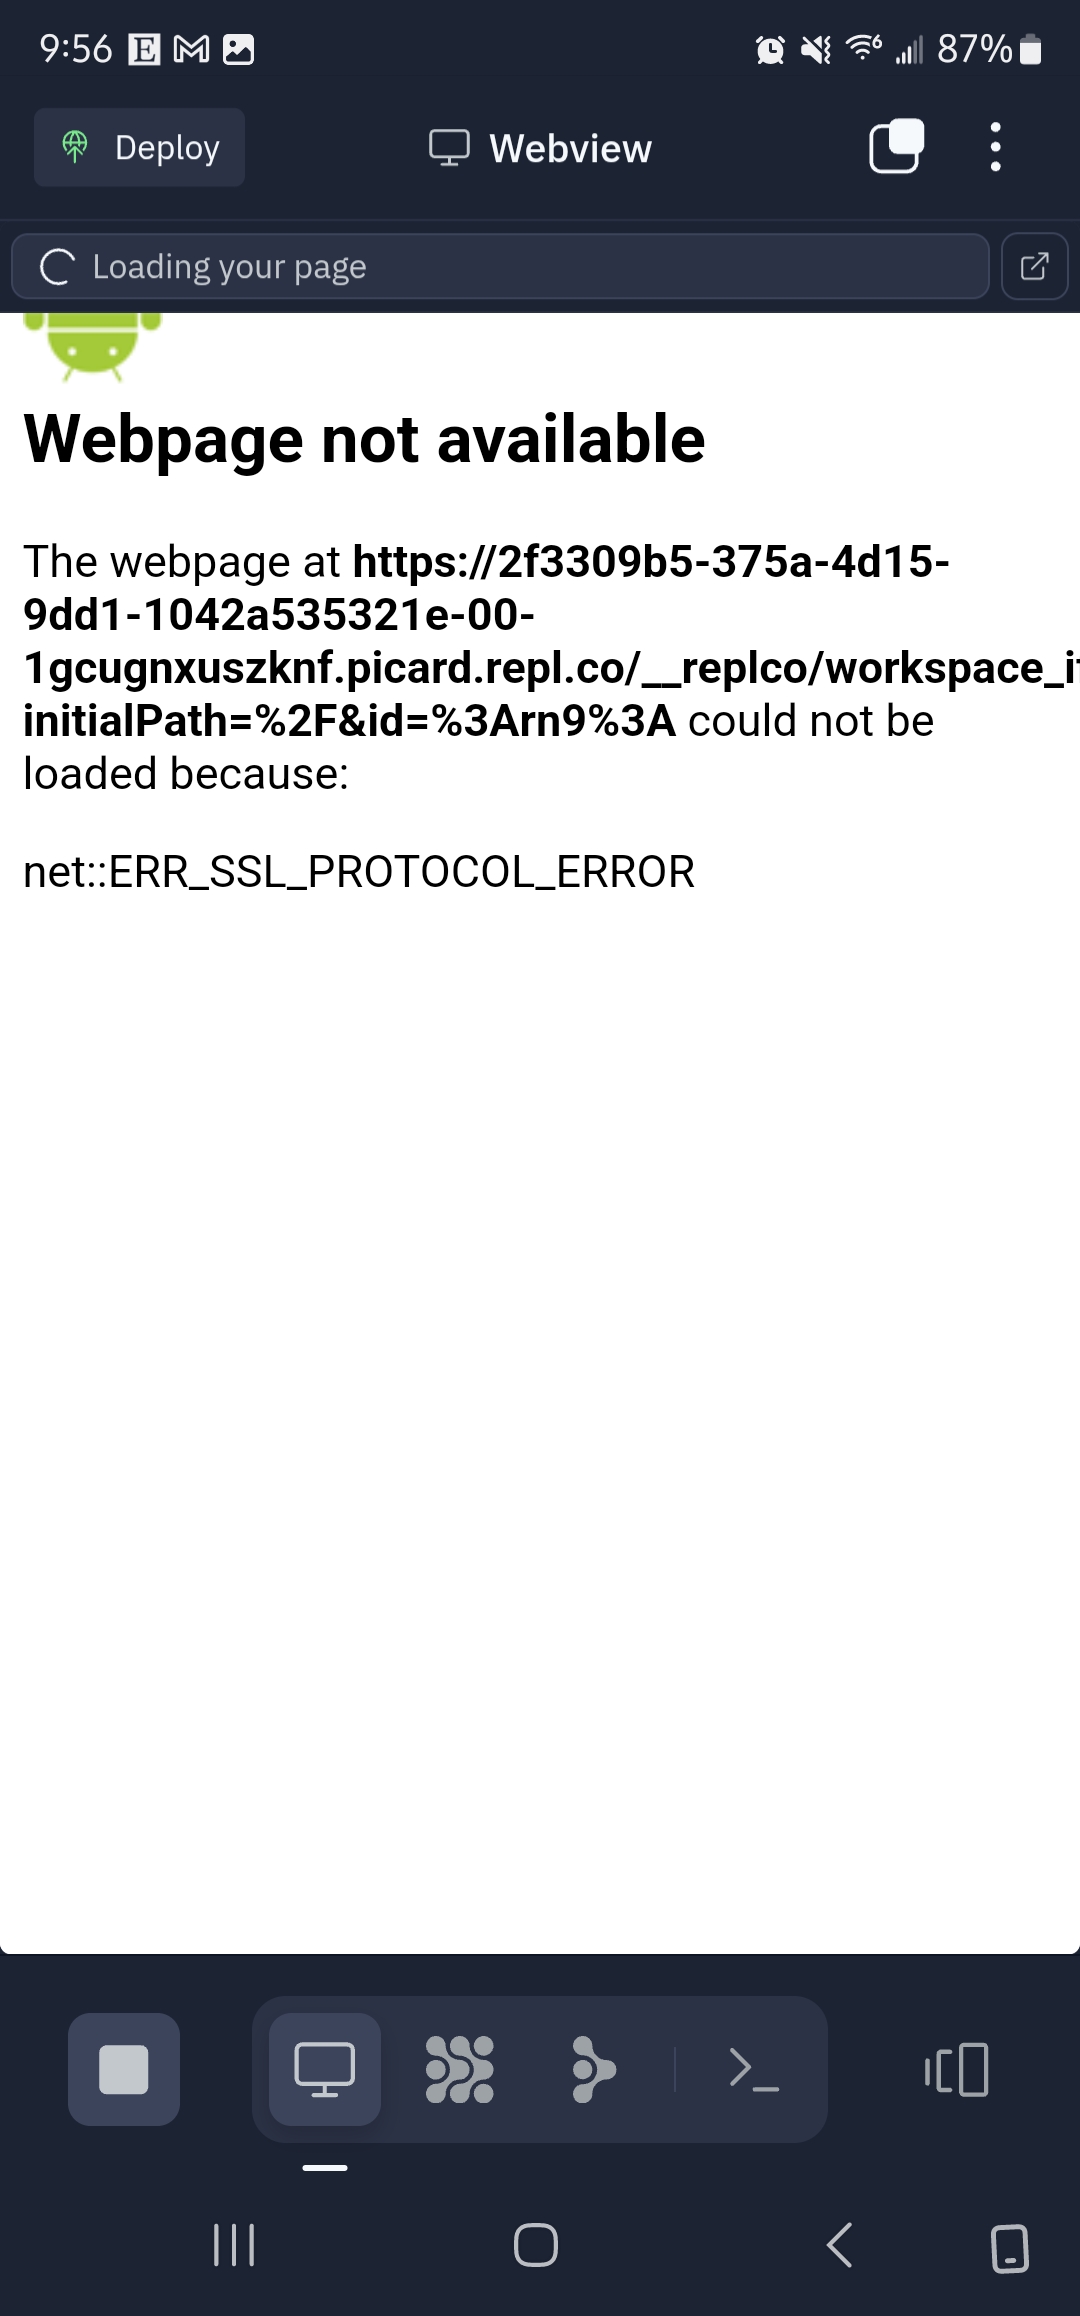 9:56 E M 6 87%
Deploy Webview
Loading your page
Webpage not available
The webpage at https://2f3309b5-375a-4d15-
9dd1-1042a535321e-00-
1gcugnxuszknf.picard.repl.co/__replco/workspace_i
initialPath=%2F&id=%3Arn9%3A could not be
loaded because:
net::ERR_SSL_PROTOCOL_ERROR